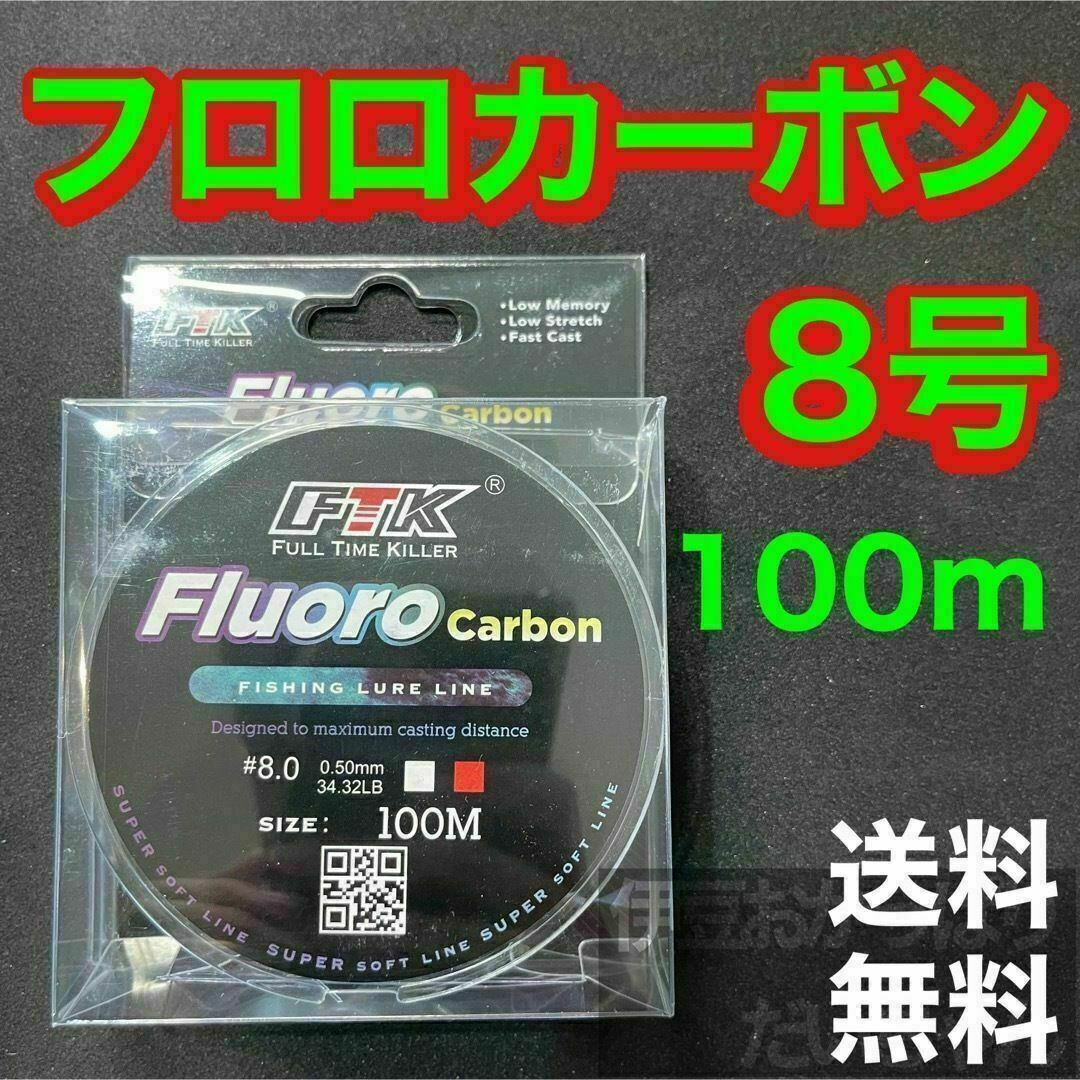 フロロカーボン
8号
100m
FTK®
FULL TIME KILLER
•Low Memory
•Low Stretch
•Fast Cast
Fluoro Carbon
FTK®
FULL TIME KILLER
Fluoro Carbon
FISHING LURE LINE
Designed to maximum casting distance
#8.0 0.50mm
34.32LB
SIZE: 100M
SUPER SOFT LINE SUPER SOFT LINE SUPER SOFT LINE
送料
無料